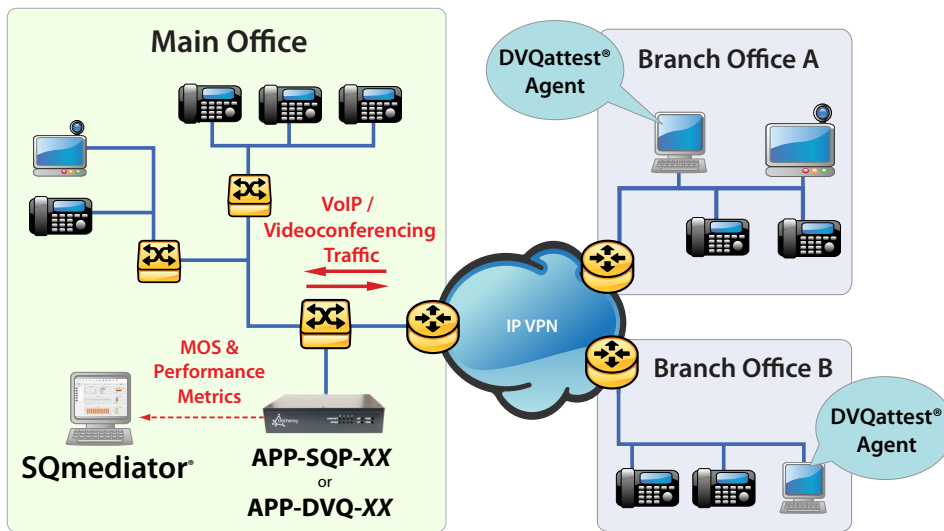 Main Office
VoIP /
Videoconferencing
Traffic
MOS &
Performance
Metrics
SQmediator®
APP-SQP-XX
or
APP-DVQ-XX
IP VPN
DVQattest®
Agent
Branch Office A
Branch Office B
DVQattest®
Agent